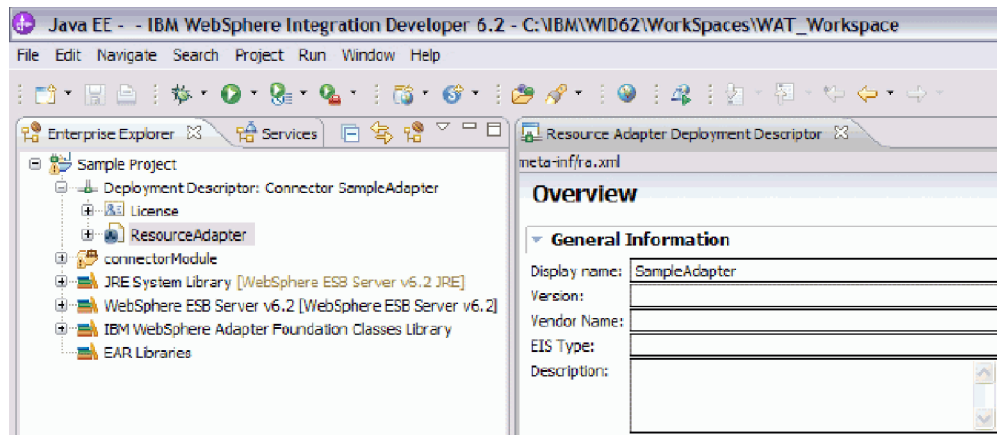 Java EE - - IBM WebSphere Integration Developer 6.2 - C:\IBM\WID62\WorkSpaces\WAT_Workspace
File Edit Navigate Search Project Run Window Help
Enterprise Explorer Services
Sample Project
Deployment Descriptor: Connector SampleAdapter
License
ResourceAdapter
connectorModule
JRE System Library [WebSphere ESB Server v6.2 JRE]
WebSphere ESB Server v6.2 [WebSphere ESB Server v6.2]
IBM WebSphere Adapter Foundation Classes Library
EAR Libraries
Resource Adapter Deployment Descriptor
meta-inf/ra.xml
Overview
General Information
Display name: SampleAdapter
Version:
Vendor Name:
EIS Type:
Description: